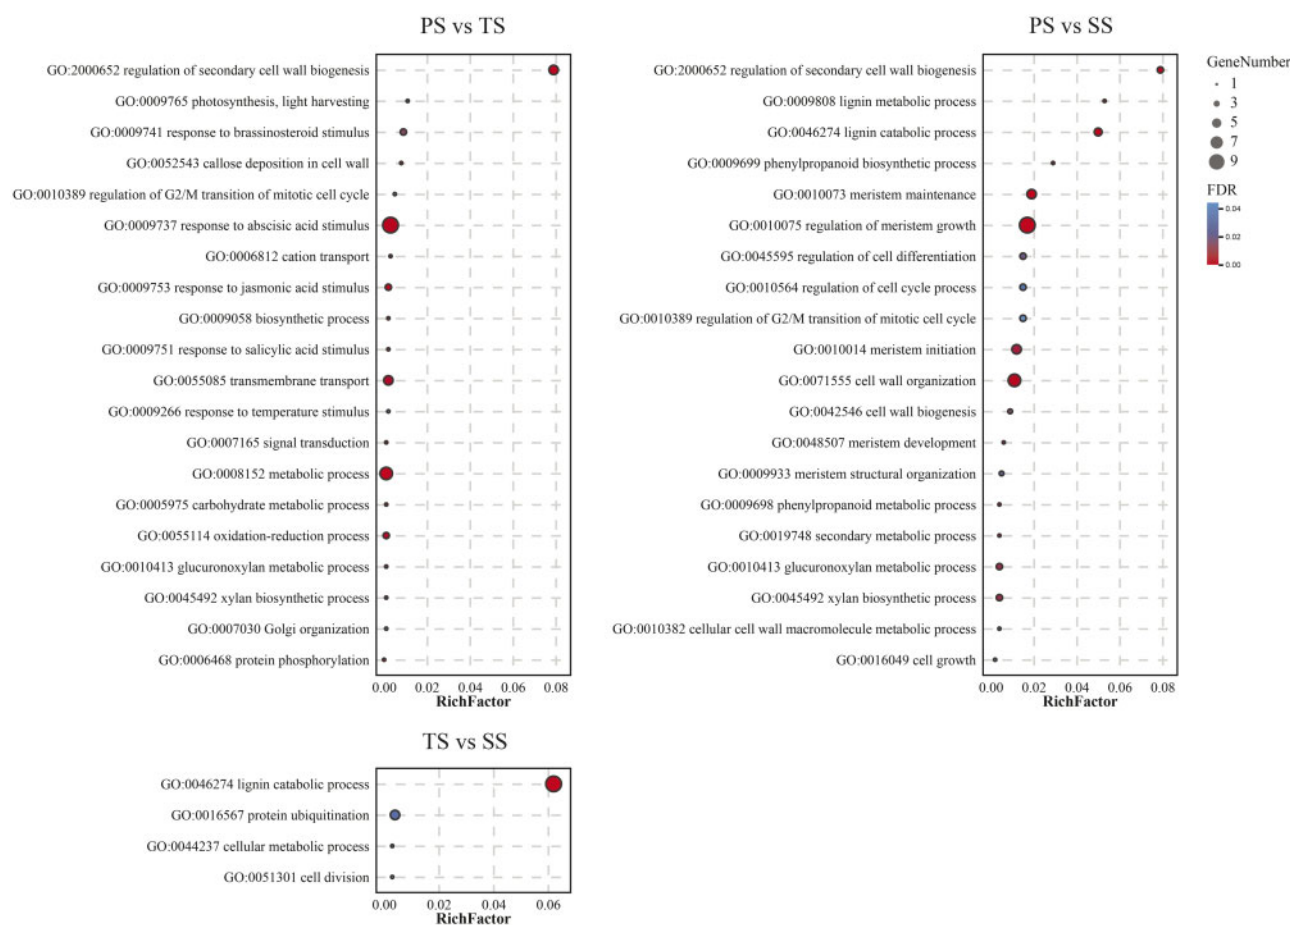 PS vs TS
GO:2000652 regulation of secondary cell wall biogenesis
GO:0009765 photosynthesis, light harvesting
GO:0009741 response to brassinosteroid stimulus
GO:0052543 callose deposition in cell wall
GO:0010389 regulation of G2/M transition of mitotic cell cycle
GO:0009737 response to abscisic acid stimulus
GO:0006812 cation transport
GO:0009753 response to jasmonic acid stimulus
GO:0009058 biosynthetic process
GO:0009751 response to salicylic acid stimulus
GO:0055085 transmembrane transport
GO:0009266 response to temperature stimulus
GO:0007165 signal transduction
GO:0008152 metabolic process
GO:0005975 carbohydrate metabolic process
GO:0055114 oxidation-reduction process
GO:0010413 glucuronoxylan metabolic process
GO:0045492 xylan biosynthetic process
GO:0007030 Golgi organization
GO:0006468 protein phosphorylation
0.00 0.02 0.04 0.06 0.08
RichFactor
PS vs SS
GO:2000652 regulation of secondary cell wall biogenesis
GO:0009808 lignin metabolic process
GO:0046274 lignin catabolic process
GO:0009699 phenylpropanoid biosynthetic process
GO:0010073 meristem maintenance
GO:0010075 regulation of meristem growth
GO:0045595 regulation of cell differentiation
GO:0010564 regulation of cell cycle process
GO:0010389 regulation of G2/M transition of mitotic cell cycle
GO:0010014 meristem initiation
GO:0071555 cell wall organization
GO:0042546 cell wall biogenesis
GO:0048507 meristem development
GO:0009933 meristem structural organization
GO:0009698 phenylpropanoid metabolic process
GO:0019748 secondary metabolic process
GO:0010413 glucuronoxylan metabolic process
GO:0045492 xylan biosynthetic process
GO:0010382 cellular cell wall macromolecule metabolic process
GO:0016049 cell growth
0.00 0.02 0.04 0.06 0.08
RichFactor
GeneNumber
1
3
5
7
9
FDR
0.04
0.02
0.00
TS vs SS
GO:0046274 lignin catabolic process
GO:0016567 protein ubiquitination
GO:0044237 cellular metabolic process
GO:0051301 cell division
0.00 0.02 0.04 0.06
RichFactor